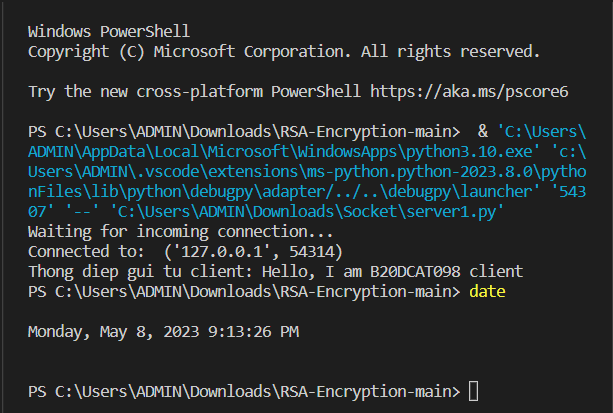 Windows PowerShell
Copyright (C) Microsoft Corporation. All rights reserved.
Try the new cross-platform PowerShell https://aka.ms/pscore6
PS C:\Users\ADMIN\Downloads\RSA-Encryption-main>  & 'C:\Users\
ADMIN\AppData\Local\Microsoft\WindowsApps\python3.10.exe' 'c:\
Users\ADMIN\.vscode\extensions\ms-python.python-2023.8.0\pytho
nFiles\lib\python\debugpy\adapter/../..\debugpy\launcher' '543
07' '--' 'C:\Users\ADMIN\Downloads\Socket\server1.py'
Waiting for incoming connection...
Connected to:  ('127.0.0.1', 54314)
Thong diep gui tu client: Hello, I am B20DCAT098 client
PS C:\Users\ADMIN\Downloads\RSA-Encryption-main> date
Monday, May 8, 2023 9:13:26 PM
PS C:\Users\ADMIN\Downloads\RSA-Encryption-main>